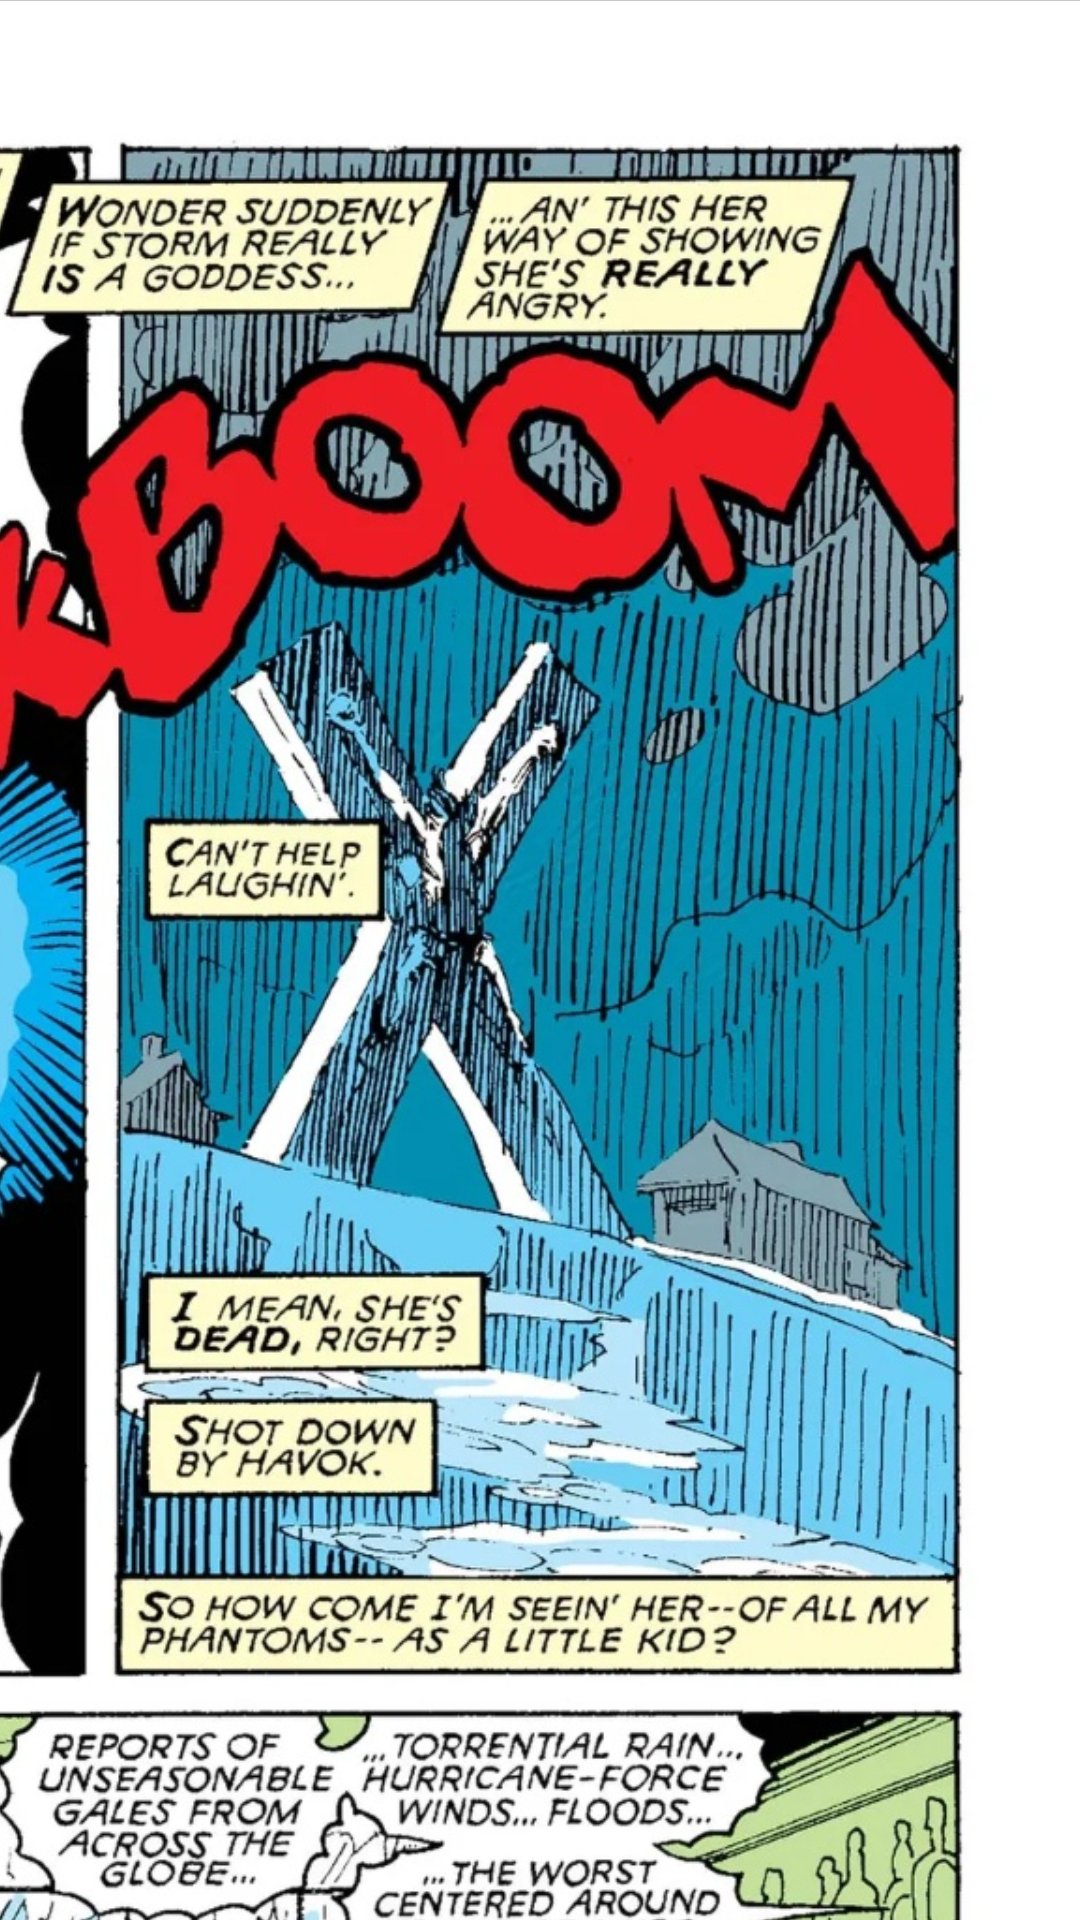 WONDER SUDDENLY
IF STORM REALLY
IS A GODDESS...
...AN' THIS HER
WAY OF SHOWING
SHE'S REALLY
ANGRY.
KBOOM
CAN'T HELP
LAUGHIN'.
I MEAN, SHE'S
DEAD, RIGHT?
SHOT DOWN
BY HAVOK.
SO HOW COME I'M SEEIN' HER--OF ALL MY
PHANTOMS-- AS A LITTLE KID?
REPORTS OF
UNSEASONABLE
GALES FROM
ACROSS THE
GLOBE...
...TORRENTIAL RAIN...
HURRICANE-FORCE
WINDS... FLOODS...
...THE WORST
CENTERED AROUND